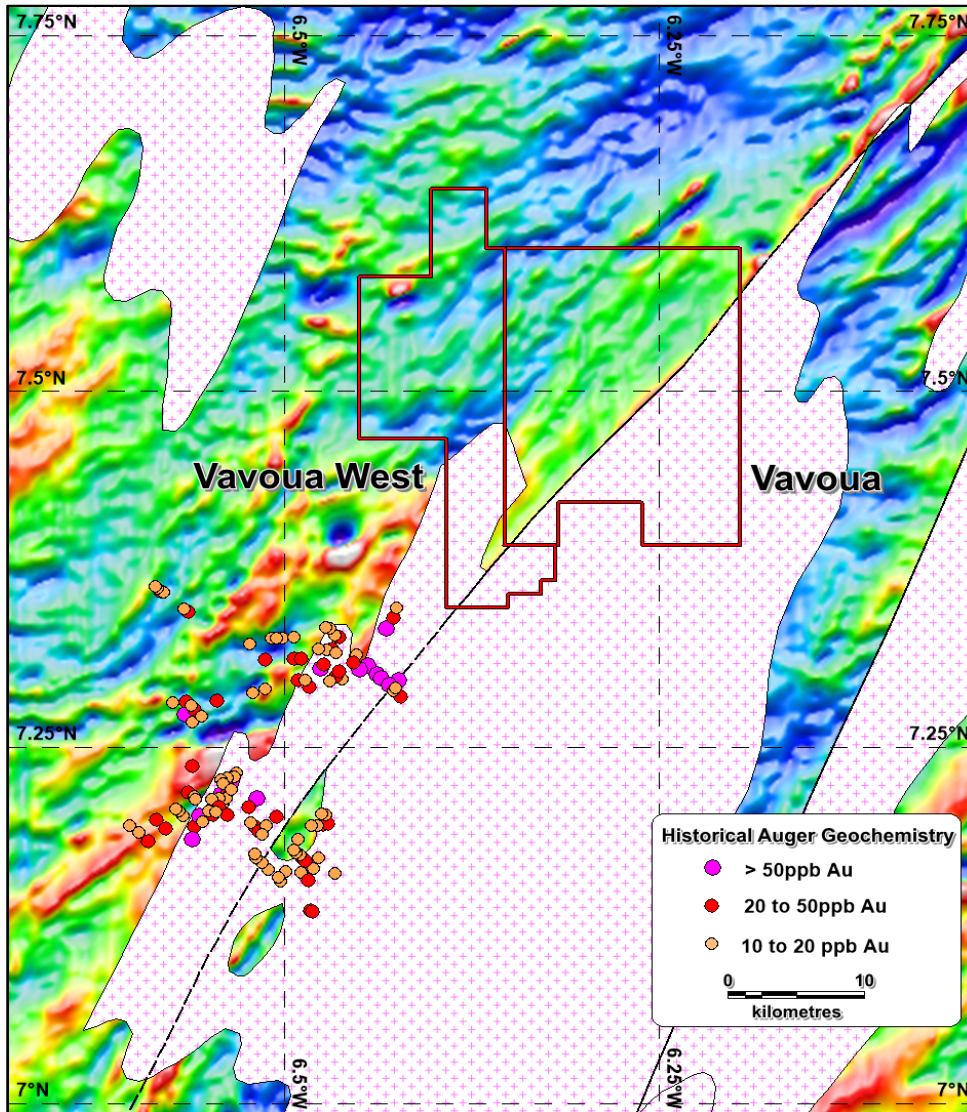 7.75°N
6.5°W
6.25°W
7.75°N
7.5°N
7.5°N
Vavoua West
Vavoua
7.25°N
7.25°N
Historical Auger Geochemistry
> 50ppb Au
20 to 50ppb Au
10 to 20 ppb Au
0 10
kilometres
7°N
6.5°W
6.25°W
7°N